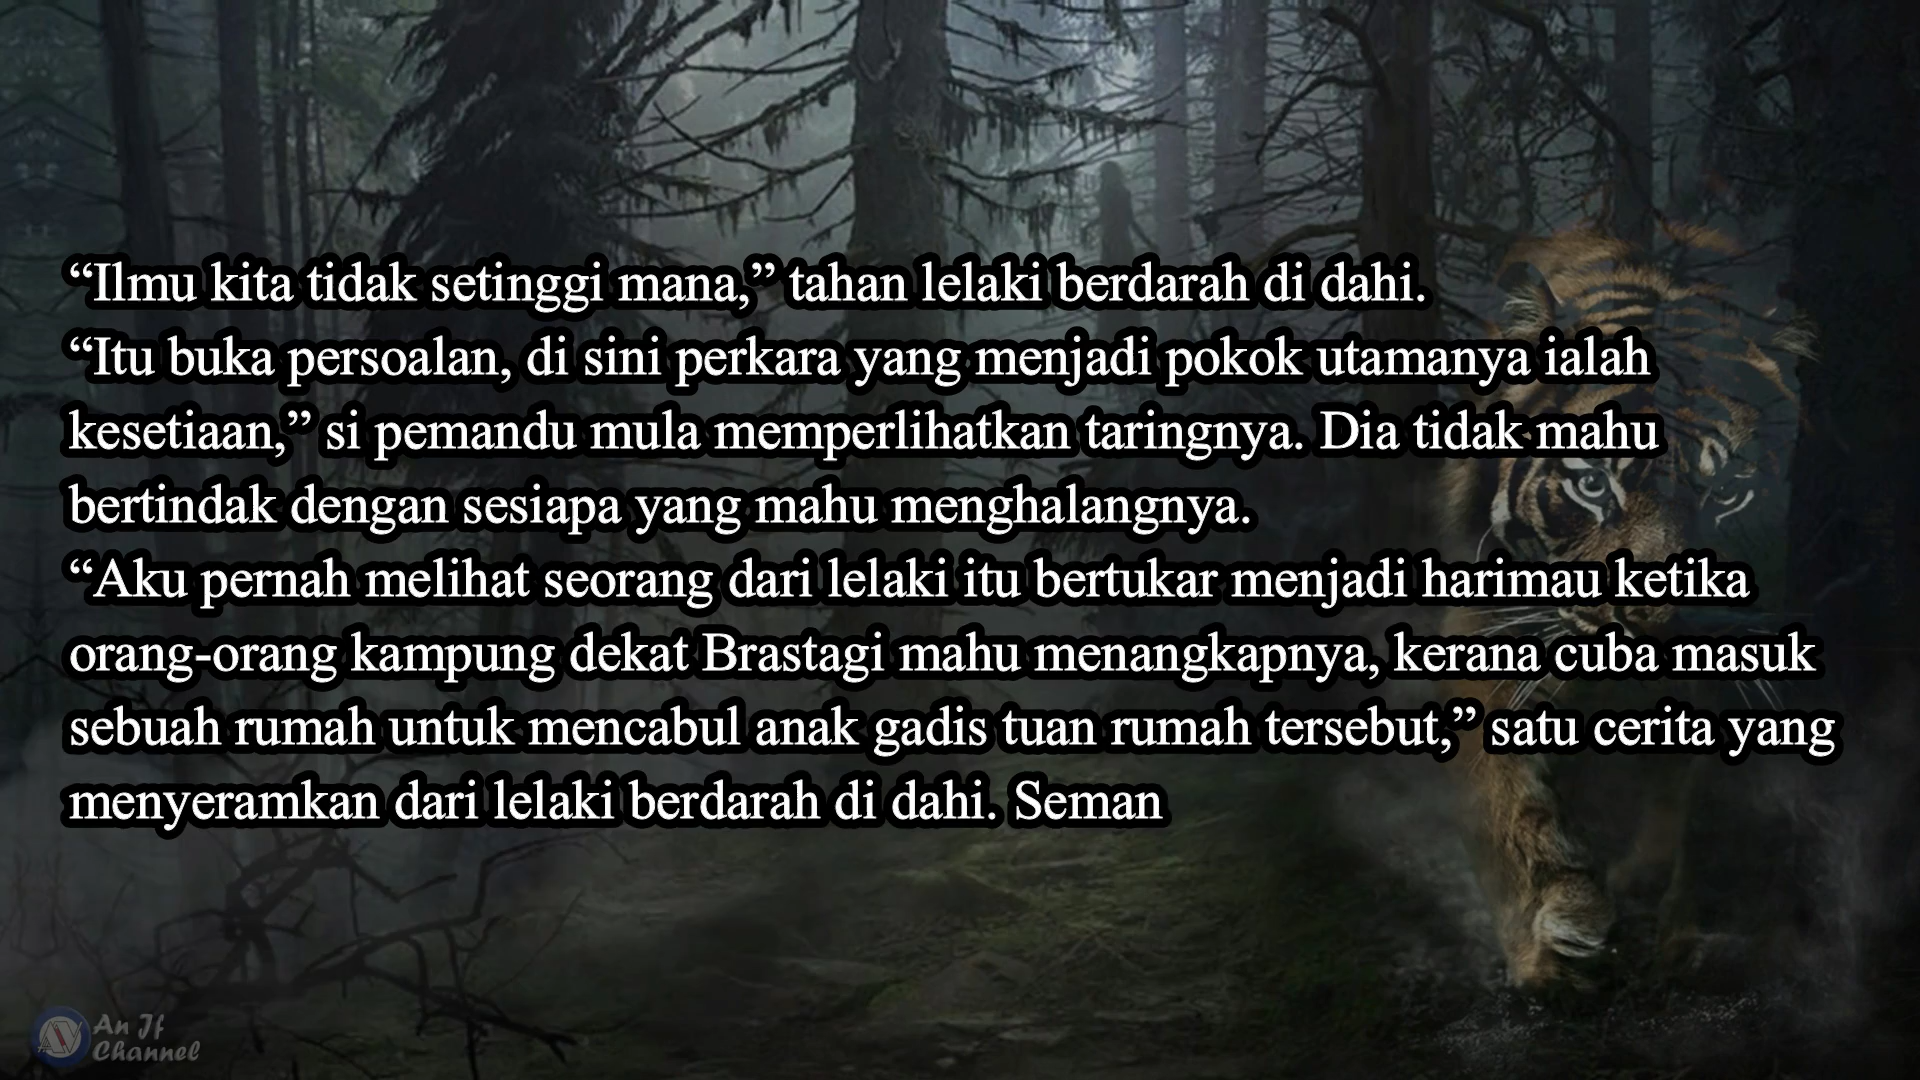 “Ilmu kita tidak setinggi mana,” tahan lelaki berdarah di dahi.
“Itu buka persoalan, di sini perkara yang menjadi pokok utamanya ialah
kesetiaan,” si pemandu mula memperlihatkan taringnya. Dia tidak mahu
bertindak dengan sesiapa yang mahu menghalangnya.
“Aku pernah melihat seorang dari lelaki itu bertukar menjadi harimau ketika
orang-orang kampung dekat Brastagi mahu menangkapnya, kerana cuba masuk
sebuah rumah untuk mencabul anak gadis tuan rumah tersebut,” satu cerita yang
menyeramkan dari lelaki berdarah di dahi. Seman
An Jf
Channel